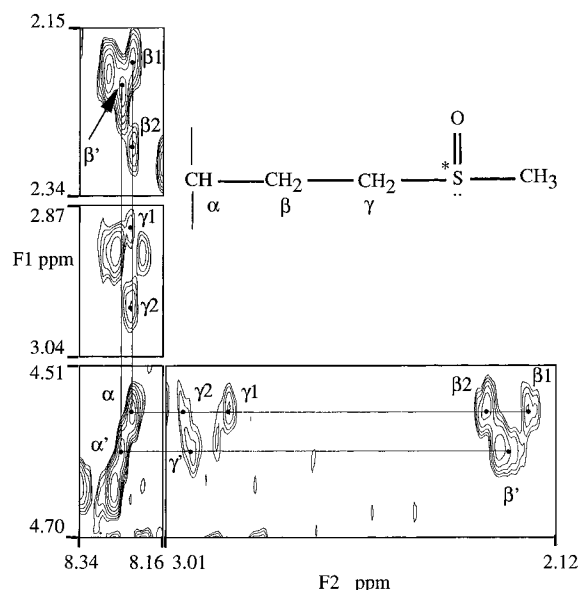 2.15
β1
β2
β'
2.34
O
*
CH CH2 CH2 S CH3
..
α β γ
2.87
γ1
F1 ppm
γ2
3.04
4.51
α
γ2 γ1 β2 β1
α'
γ'
β'
4.70
8.34 8.16 3.01 2.12
F2 ppm